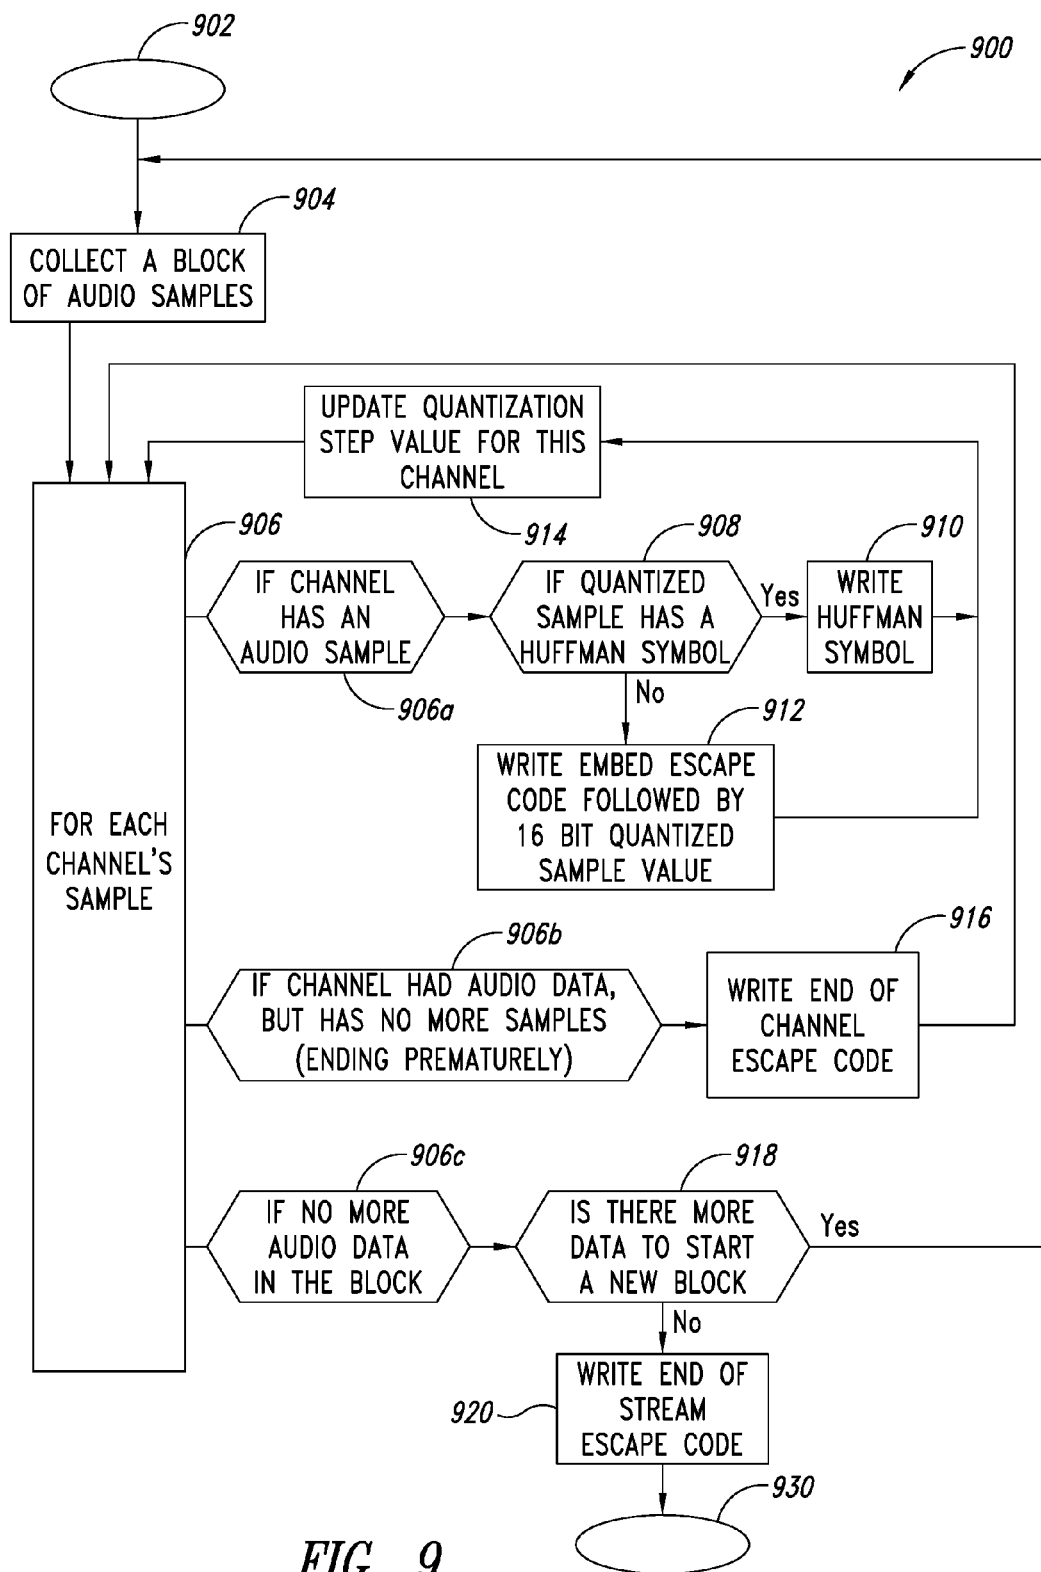 902
900
904
COLLECT A BLOCK
OF AUDIO SAMPLES
UPDATE QUANTIZATION
STEP VALUE FOR THIS
CHANNEL
914
906
FOR EACH
CHANNEL'S
SAMPLE
IF CHANNEL
HAS AN
AUDIO SAMPLE
906a
908
IF QUANTIZED
SAMPLE HAS A
HUFFMAN SYMBOL
Yes
910
WRITE
HUFFMAN
SYMBOL
No
912
WRITE EMBED ESCAPE
CODE FOLLOWED BY
16 BIT QUANTIZED
SAMPLE VALUE
906b
IF CHANNEL HAD AUDIO DATA,
BUT HAS NO MORE SAMPLES
(ENDING PREMATURELY)
916
WRITE END OF
CHANNEL
ESCAPE CODE
906c
IF NO MORE
AUDIO DATA
IN THE BLOCK
918
IS THERE MORE
DATA TO START
A NEW BLOCK
Yes
No
920
WRITE END OF
STREAM
ESCAPE CODE
930
FIG. 9